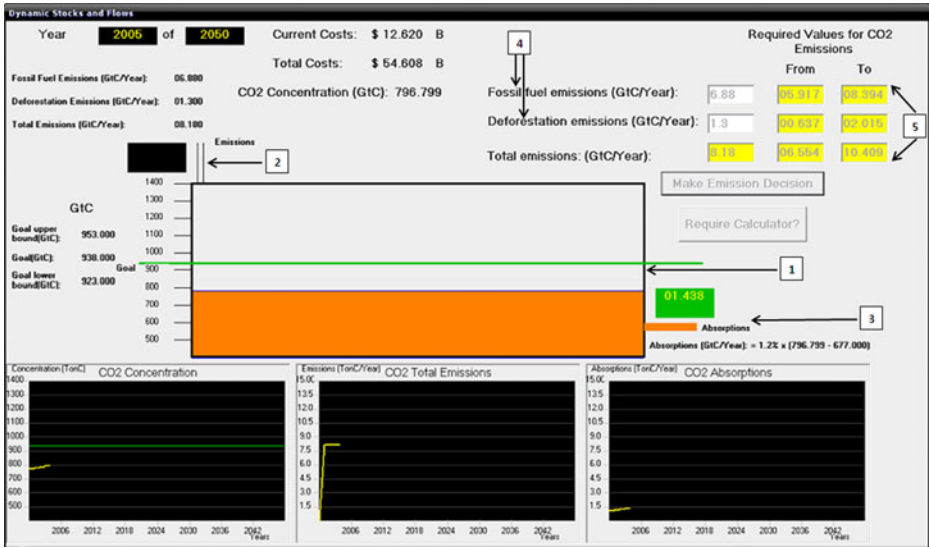 Dynamic Stocks and Flows
Year 2005 of 2050 Current Costs: $ 12.620 B
Total Costs: $ 54.608 B
CO2 Concentration (GtC): 796.799
Fossil Fuel Emissions (GtC/Year): 06.880
Deforestation Emissions (GtC/Year): 01.300
Total Emissions (GtC/Year): 08.180
4
Required Values for CO2
Emissions
From To
Fossil fuel emissions (GtC/Year): 6.88 05.917 08.394
Deforestation emissions (GtC/Year): 1.3 00.637 02.015
Total emissions: (GtC/Year): 8.18 06.554 10.409
5
Emissions
2
Make Emission Decision
Require Calculator?
GtC
Goal upper
bound(GtC): 953.000
Goal(GtC): 938.000
Goal lower
bound(GtC): 923.000
Goal
1400
1300
1200
1100
1000
900
800
700
600
500
1
01.438
3
Absorptions
Absorptions (GtC/Year): = 1.2% x (796.799 - 677.000)
Concentration (TonC) CO2 Concentration
1400
1300
1200
1100
1000
900
800
700
600
500
2006 2012 2018 2024 2030 2036 2042
Years
Emissions (TonC/Year) CO2 Total Emissions
15.0
13.5
12.0
10.5
9.0
7.5
6.0
4.5
3.0
1.5
2006 2012 2018 2024 2030 2036 2042
Years
Absorptions (TonC/Year) CO2 Absorptions
15.0
13.5
12.0
10.5
9.0
7.5
6.0
4.5
3.0
1.5
2006 2012 2018 2024 2030 2036 2042
Years